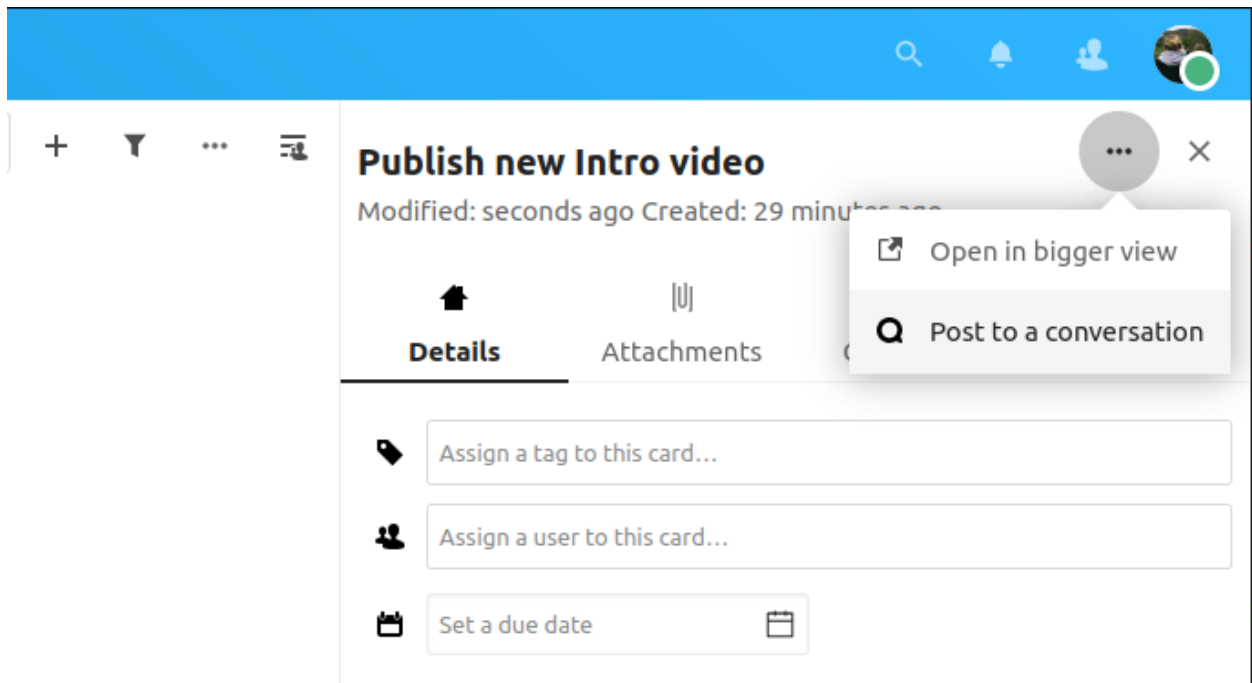 Publish new Intro video
Modified: seconds ago Created: 29 minutes ago
Open in bigger view
Post to a conversation
Details
Attachments
Assign a tag to this card…
Assign a user to this card…
Set a due date